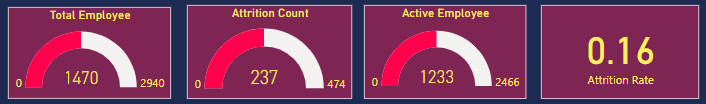 Total Employee
1470
0
2940
Attrition Count
237
0
474
Active Employee
1233
0
2466
0.16
Attrition Rate